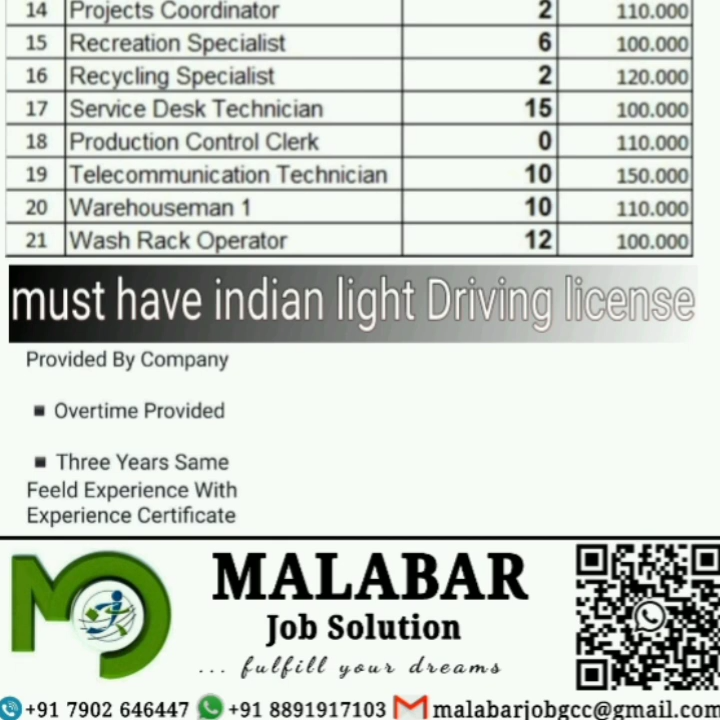 14 Projects Coordinator 2 110.000
15 Recreation Specialist 6 100.000
16 Recycling Specialist 2 120.000
17 Service Desk Technician 15 100.000
18 Production Control Clerk 0 110.000
19 Telecommunication Technician 10 150.000
20 Warehouseman 1 10 110.000
21 Wash Rack Operator 12 100.000
must have indian light Driving license
Provided By Company
▪ Overtime Provided
▪ Three Years Same
Feeld Experience With
Experience Certificate
MALABAR
Job Solution
... fulfill your dreams
+91 7902 646447 +91 8891917103 malabarjobgcc@gmail.com